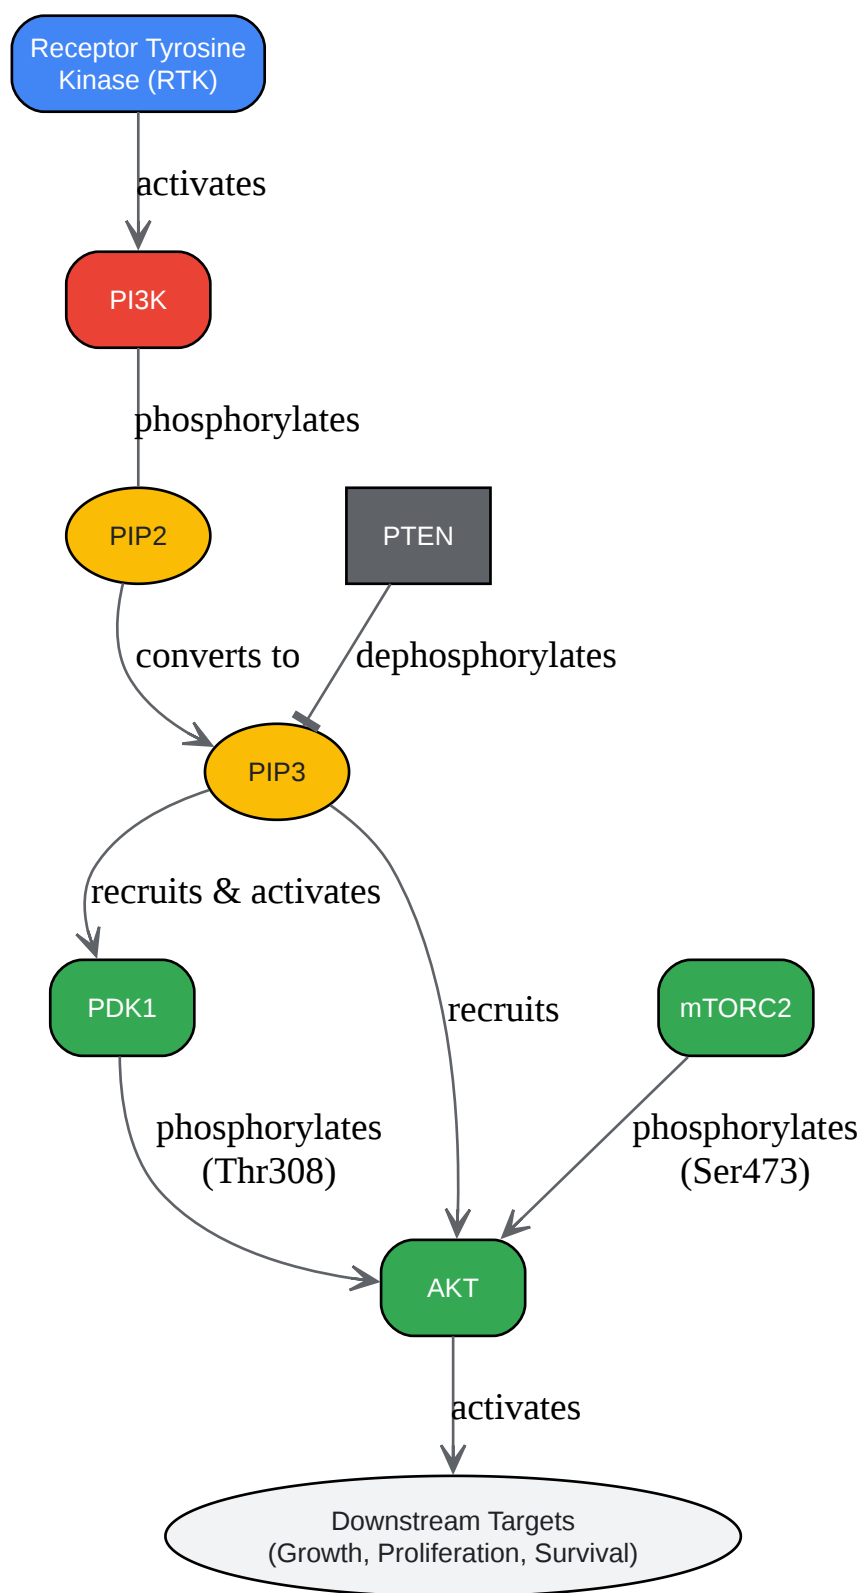 Receptor Tyrosine
Kinase (RTK)
activates
PI3K
phosphorylates
PIP2
PTEN
converts to
dephosphorylates
PIP3
recruits & activates
PDK1
recruits
mTORC2
phosphorylates
(Thr308)
phosphorylates
(Ser473)
AKT
activates
Downstream Targets
(Growth, Proliferation, Survival)